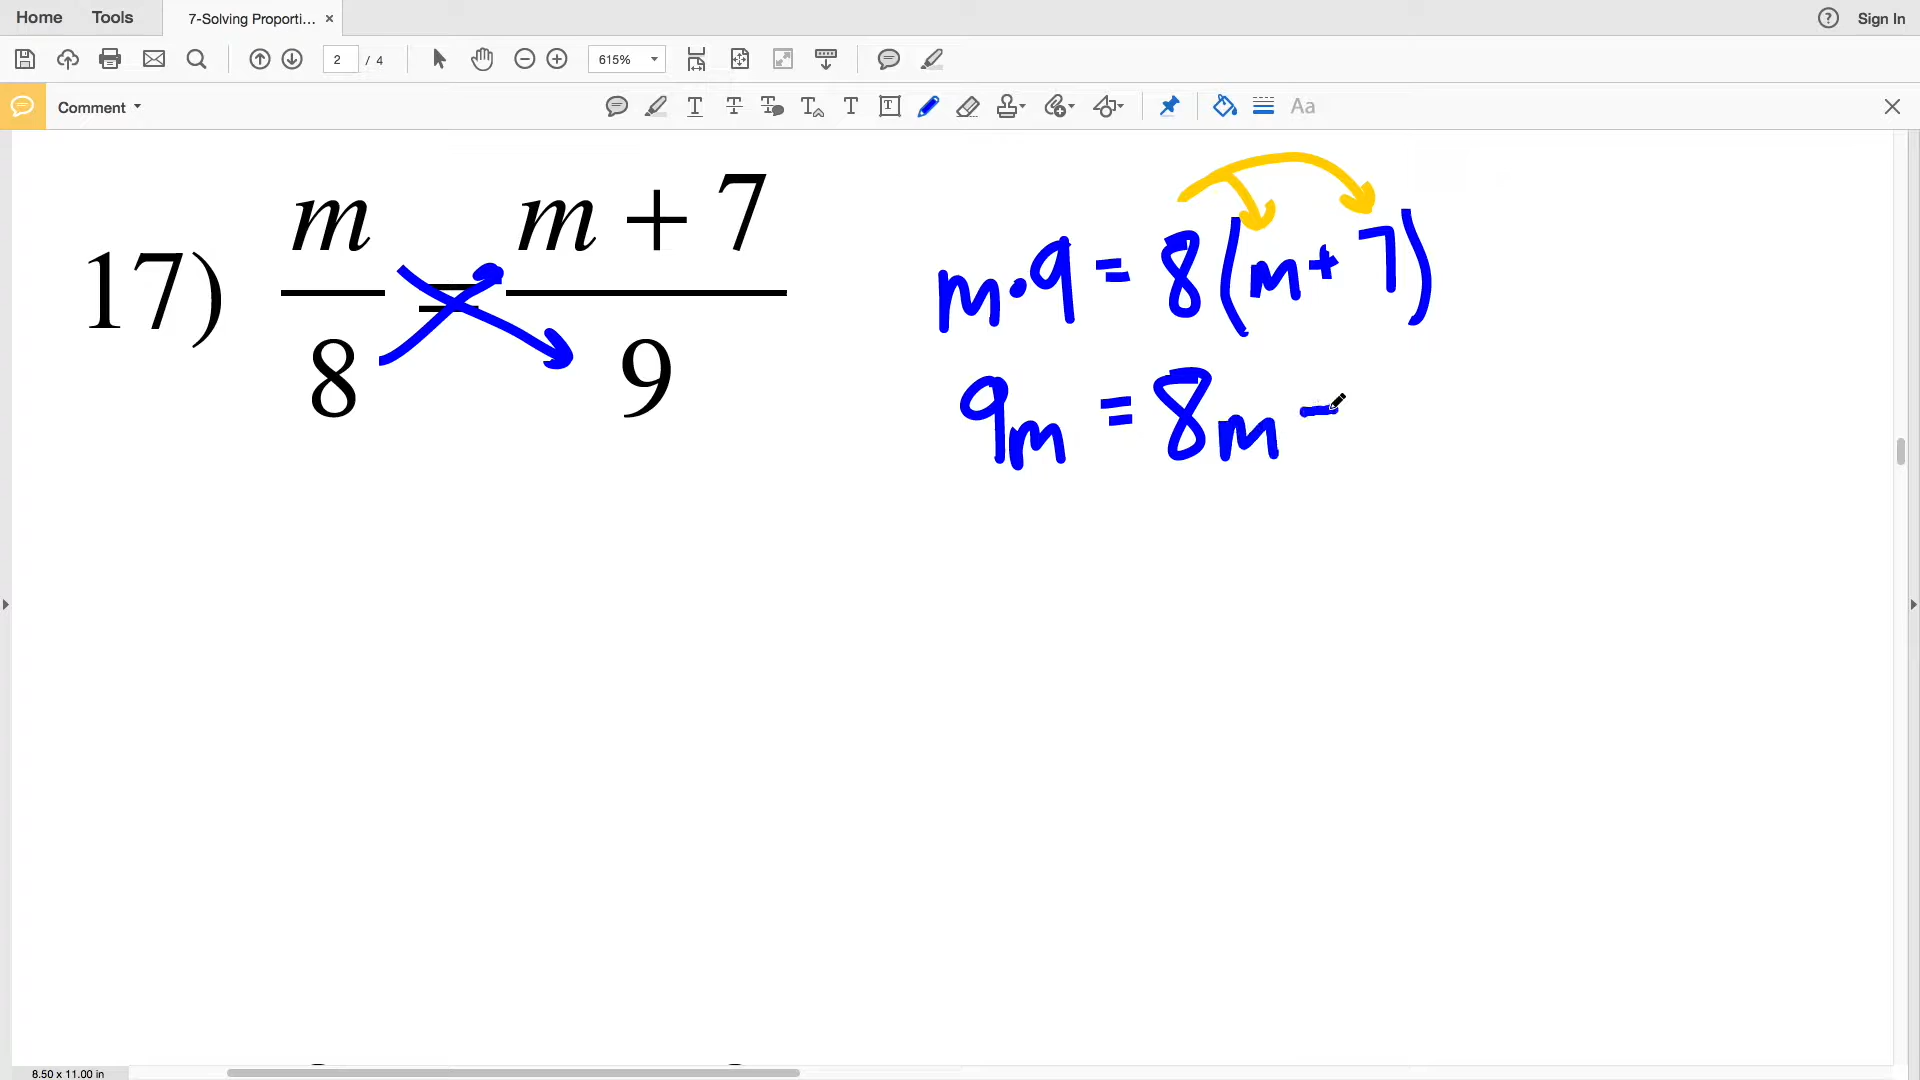 Home Tools 7-Solving Proporti... × ? Sign In
2 / 4 615%
Comment T T T T T T Aa
17) m/8 = (m + 7)/9
m·9 = 8(m+7)
9m = 8m -
8.50 x 11.00 in